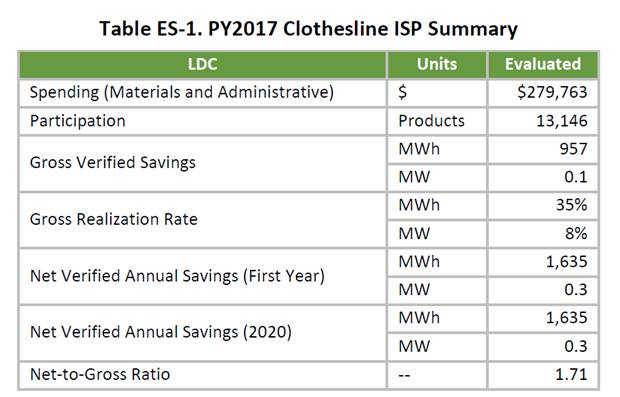 Table ES-1. PY2017 Clothesline ISP Summary
LDC Units Evaluated
Spending (Materials and Administrative) $ $279,763
Participation Products 13,146
Gross Verified Savings MWh 957
MW 0.1
Gross Realization Rate MWh 35%
MW 8%
Net Verified Annual Savings (First Year) MWh 1,635
MW 0.3
Net Verified Annual Savings (2020) MWh 1,635
MW 0.3
Net-to-Gross Ratio -- 1.71